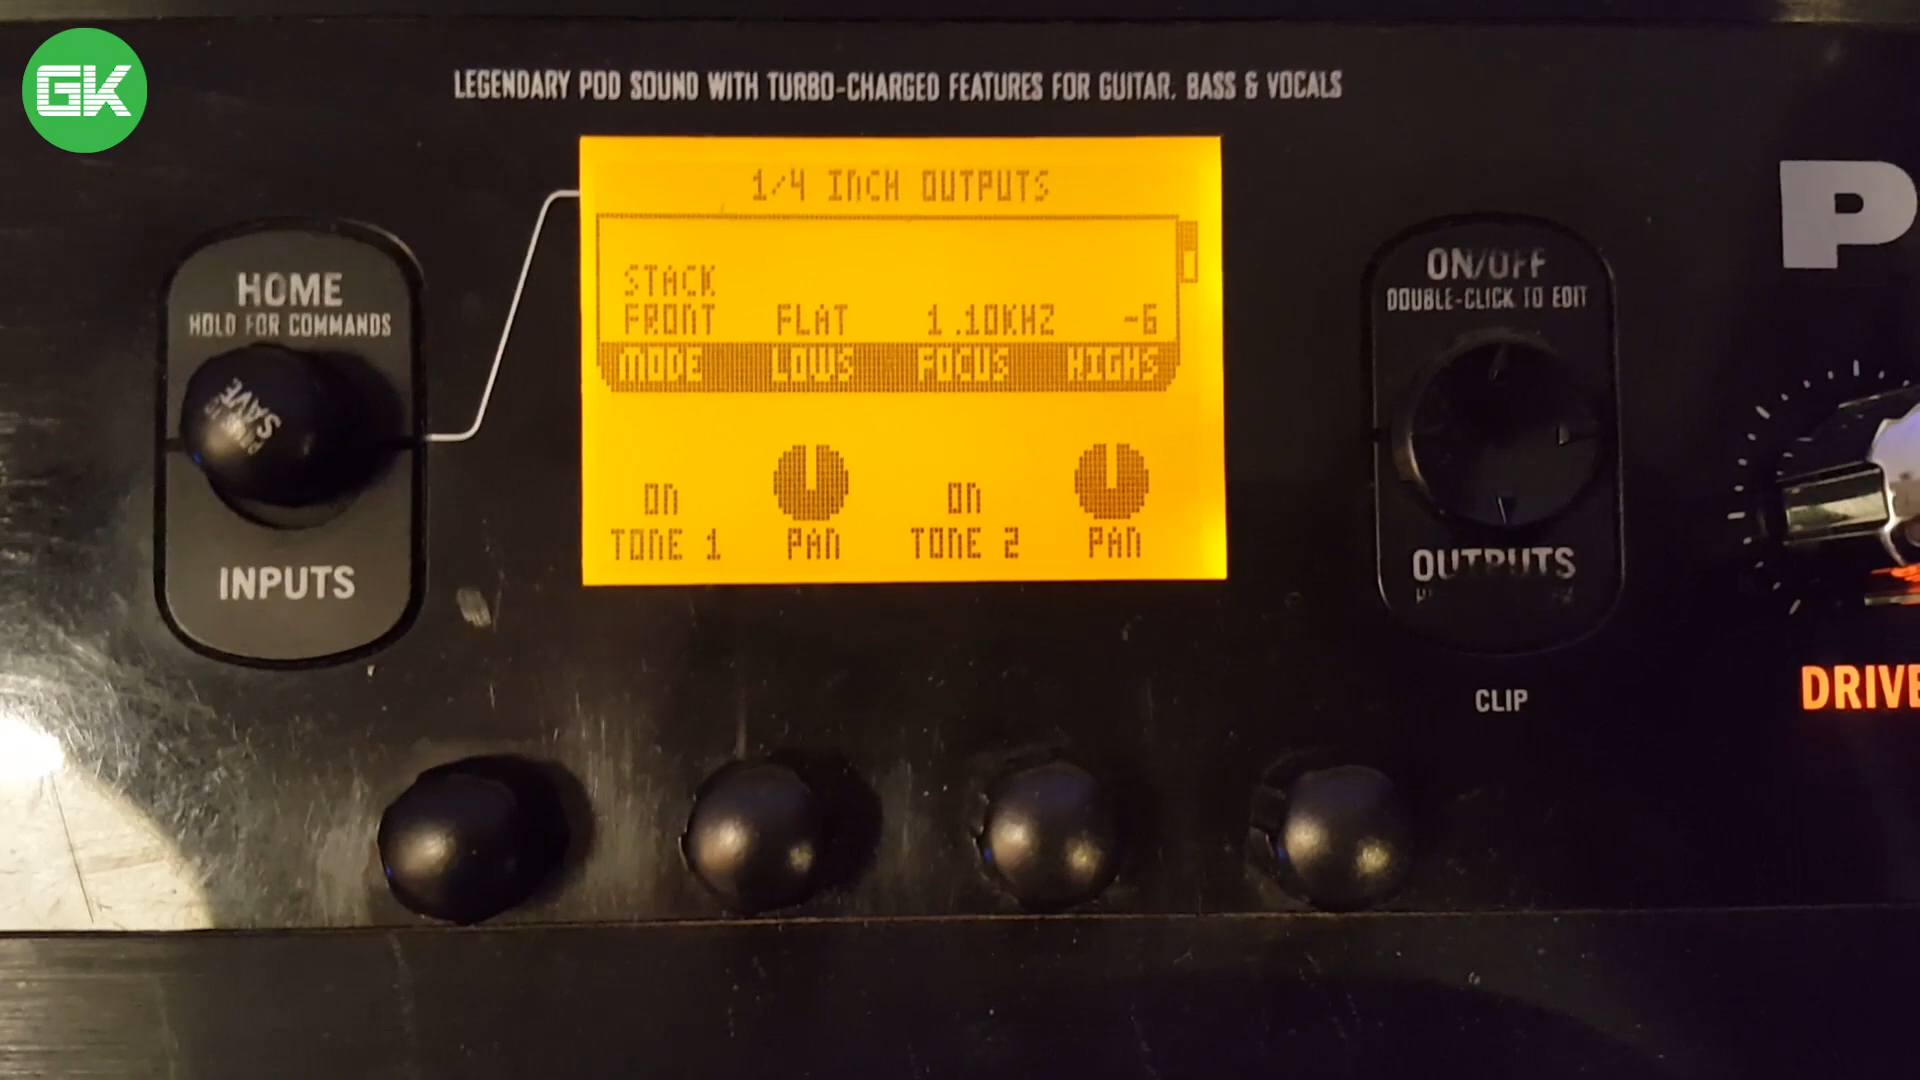 GK
LEGENDARY POD SOUND WITH TURBO-CHARGED FEATURES FOR GUITAR, BASS & VOCALS
HOME
HOLD FOR COMMANDS
SAVE
INPUTS
1/4 INCH OUTPUTS
STACK
FRONT FLAT 1.10KHZ -6
MODE LOWS FOCUS HIGHS
ON ON
TONE 1 PAN TONE 2 PAN
ON/OFF
DOUBLE-CLICK TO EDIT
OUTPUTS
CLIP
P
DRIVE